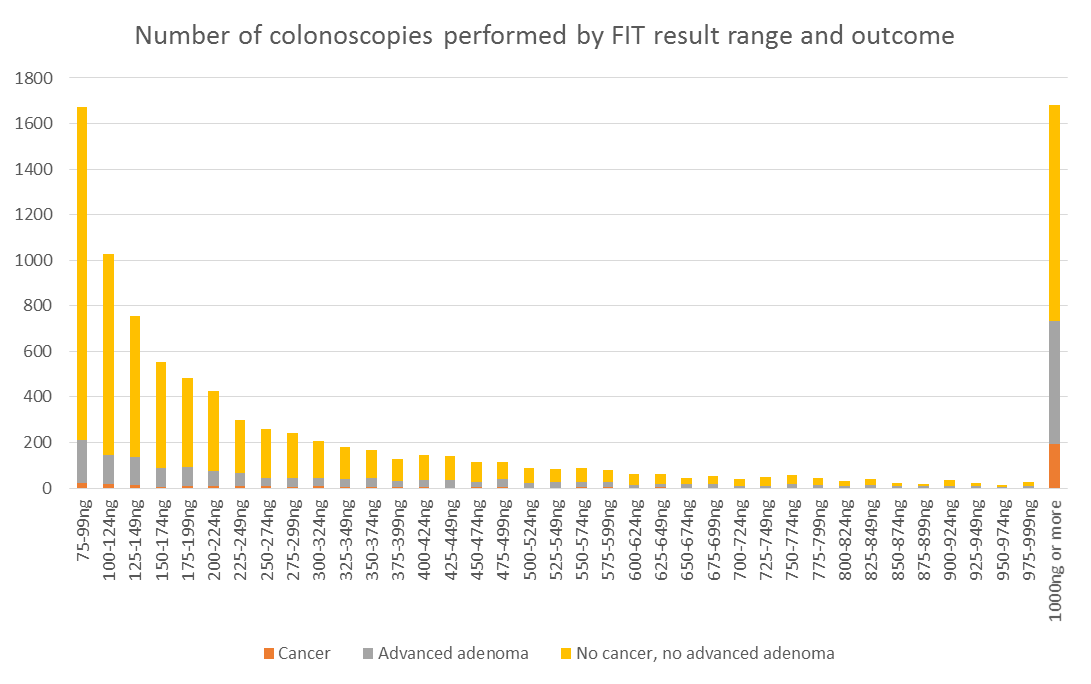 Number of colonoscopies performed by FIT result range and outcome
1800
1600
1400
1200
1000
800
600
400
200
0
75-99ng
100-124ng
125-149ng
150-174ng
175-199ng
200-224ng
225-249ng
250-274ng
275-299ng
300-324ng
325-349ng
350-374ng
375-399ng
400-424ng
425-449ng
450-474ng
475-499ng
500-524ng
525-549ng
550-574ng
575-599ng
600-624ng
625-649ng
650-674ng
675-699ng
700-724ng
725-749ng
750-774ng
775-799ng
800-824ng
825-849ng
850-874ng
875-899ng
900-924ng
925-949ng
950-974ng
975-999ng
1000ng or more
Cancer
Advanced adenoma
No cancer, no advanced adenoma